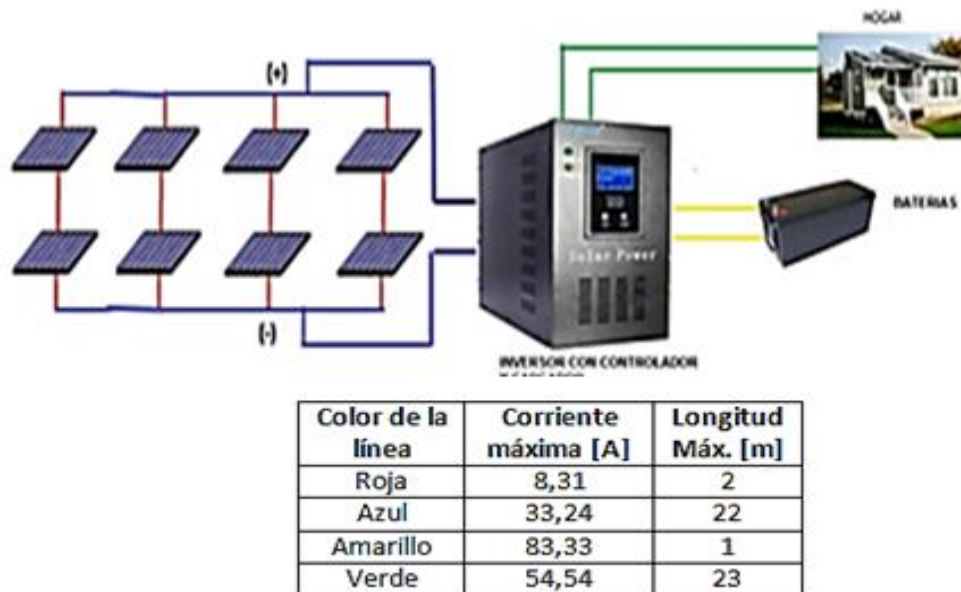 HOGAR
(+)
BATERIAS
Solar Power
(-)
INVERSOR CON CONTROLADOR
Color de la línea
Corriente máxima [A]
Longitud Máx. [m]
Roja 8,31 2
Azul 33,24 22
Amarillo 83,33 1
Verde 54,54 23